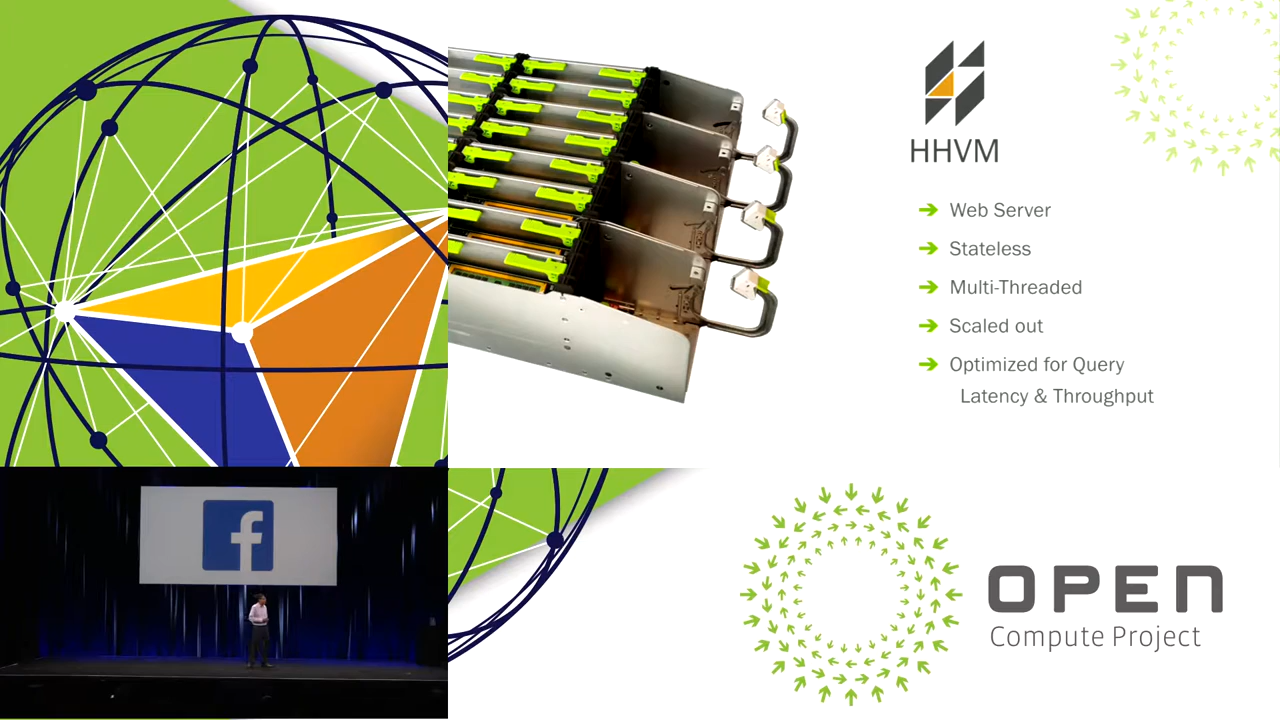 HHVM
Web Server
Stateless
Multi-Threaded
Scaled out
Optimized for Query
Latency & Throughput
f
OPEN
Compute Project